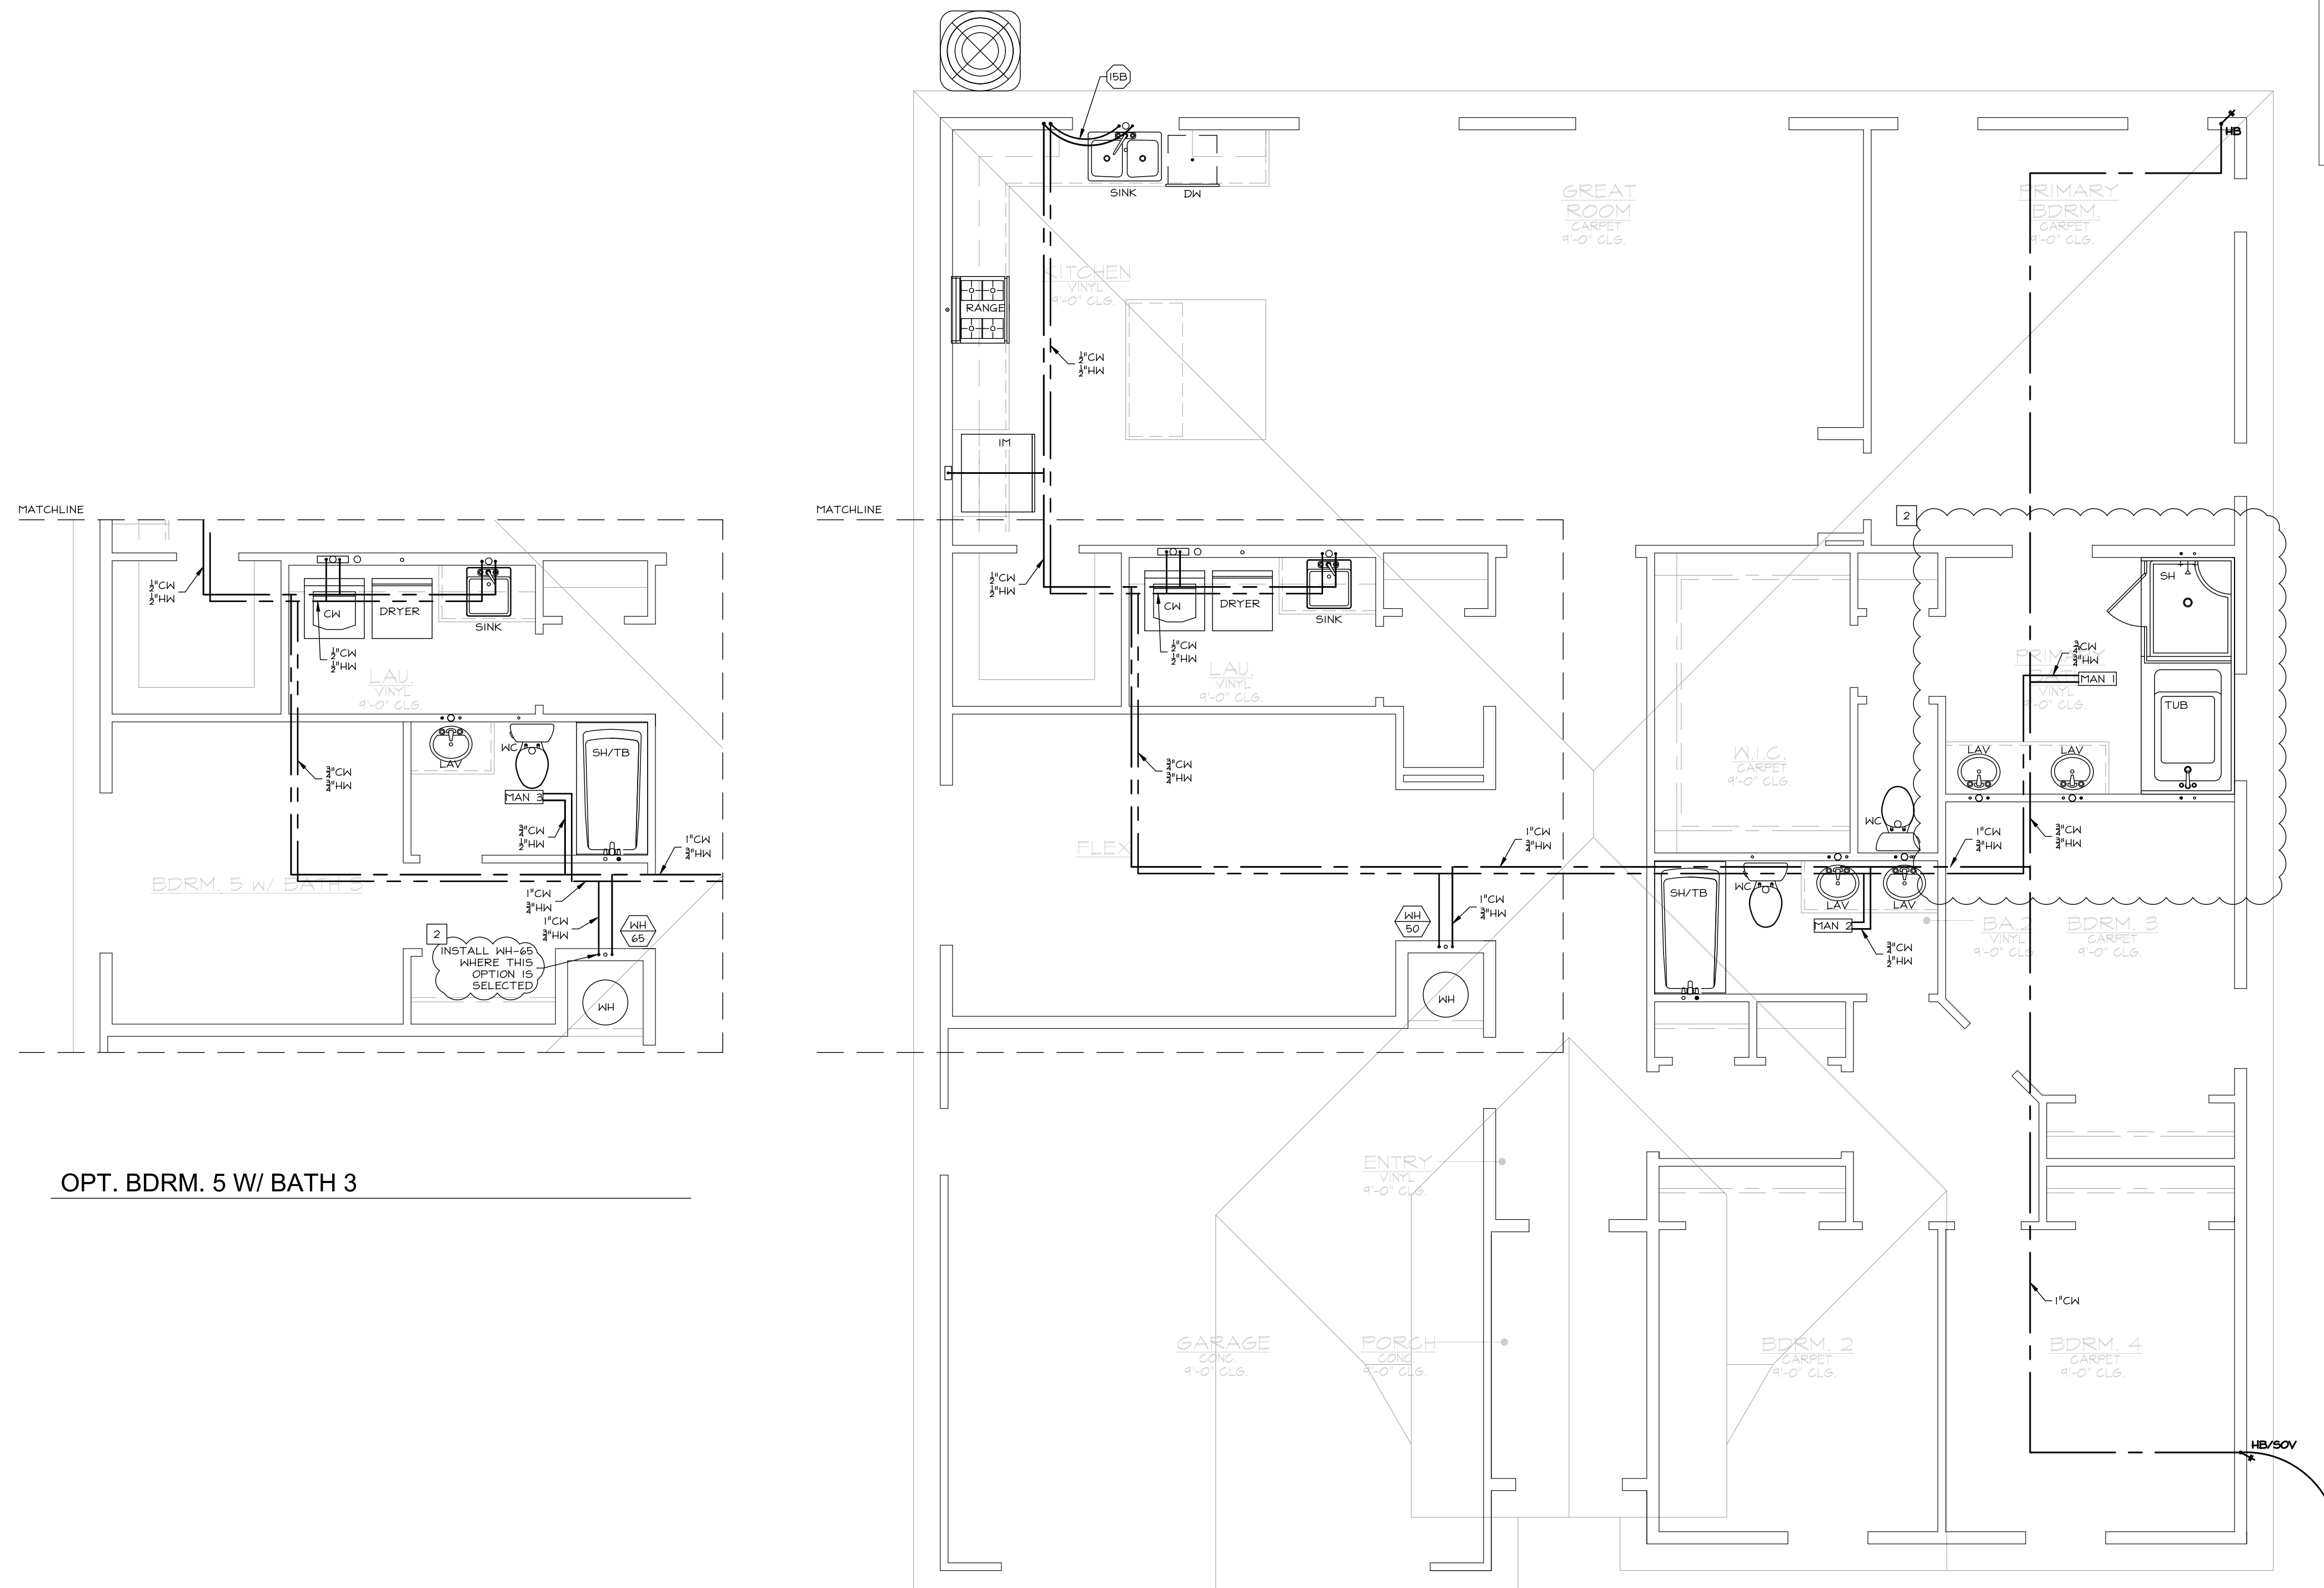 15B
HB
SINK
DW
GREAT
ROOM
CARPET
9'-0" CLG.
PRIMARY
BDRM.
CARPET
9'-0" CLG.
KITCHEN
VINYL
9'-0" CLG.
RANGE
1/2"CW
1/2"HW
IM
MATCHLINE
1/2"CW
1/2"HW
CW
DRYER
SINK
1/2"CW
1/2"HW
LAU.
VINYL
9'-0" CLG.
LAV
WC
SH/TB
3/4"CW
3/4"HW
MAN 3
3/4"CW
1/2"HW
1"CW
3/4"HW
BDRM. 5 W/ BATH 3
1"CW
3/4"HW
1"CW
3/4"HW
WH
65
2
INSTALL WH-65
WHERE THIS
OPTION IS
SELECTED
WH
OPT. BDRM. 5 W/ BATH 3
MATCHLINE
1/2"CW
1/2"HW
CW
DRYER
SINK
1/2"CW
1/2"HW
LAU.
VINYL
9'-0" CLG.
3/4"CW
3/4"HW
FLEX
1"CW
3/4"HW
WH
50
1"CW
3/4"HW
WH
2
SH
3/4"CW
3/4"HW
PRIMARY
VINYL
9'-0" CLG.
MAN 1
TUB
W.I.C.
CARPET
9'-0" CLG.
LAV
LAV
WC
1"CW
3/4"HW
3/4"CW
3/4"HW
SH/TB
WC
LAV
LAV
MAN 2
3/4"CW
1/2"HW
BA.2
VINYL
9'-0" CLG.
BDRM. 3
CARPET
9'-0" CLG.
ENTRY
VINYL
9'-0" CLG.
1"CW
GARAGE
CONC.
9'-0" CLG.
PORCH
CONC.
9'-0" CLG.
BDRM. 2
CARPET
9'-0" CLG.
BDRM. 4
CARPET
9'-0" CLG.
HB/SOV